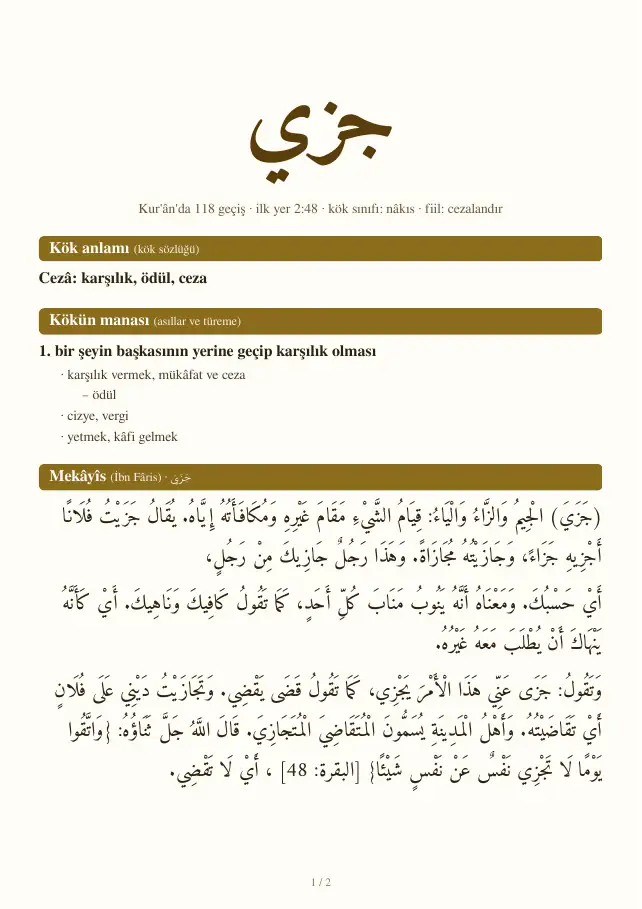 جزي
Kur'ân'da 118 geçiş · ilk yer 2:48 · kök sınıfı: nâkıs · fiil: cezalandır
Kök anlamı (kök sözlüğü)
Cezâ: karşılık, ödül, ceza
Kökün manası (asıllar ve türeme)
1. bir şeyin başkasının yerine geçip karşılık olması
· karşılık vermek, mükâfat ve ceza
– ödül
· cizye, vergi
· yetmek, kâfi gelmek
Mekâyîs (İbn Fâris) · جَزَيَ
(جَزَيَ) الْجِيمُ وَالزَّاءُ وَالْيَاءُ: قِيَامُ الشَّيْءِ مَقَامَ غَيْرِهِ وَمُكَافَأَتُهُ إِيَّاهُ. يُقَالُ جَزَيْتُ فُلَانًا
أَجْزِيهِ جَزَاءً، وَجَازَيْتُهُ مُجَازَاةً. وَهَذَا رَجُلٌ جَازِيكَ مِنْ رَجُلٍ،
أَيْ حَسْبُكَ. وَمَعْنَاهُ أَنَّهُ يَنُوبُ مَنَابَ كُلِّ أَحَدٍ، كَمَا تَقُولُ كَافِيكَ وَنَاهِيكَ. أَيْ كَأَنَّهُ
يَنْهَاكَ أَنْ يُطْلَبَ مَعَهُ غَيْرُهُ.
وَتَقُولُ: جَزَى عَنِّي هَذَا الْأَمْرَ يَجْزِي، كَمَا تَقُولُ قَضَى يَقْضِي. وَتَجَازَيْتُ دَيْنِي عَلَى فُلَانٍ
أَيْ تَقَاضَيْتُهُ. وَأَهْلُ الْمَدِينَةِ يُسَمُّونَ الْمُتَقَاضِيَ الْمُتَجَازِيَ. قَالَ اللَّهُ جَلَّ ثَنَاؤُهُ: {وَاتَّقُوا
يَوْمًا لَا تَجْزِي نَفْسٌ عَنْ نَفْسٍ شَيْئًا} [البقرة: 48] ، أَيْ لَا تَقْضِي.
1 / 2